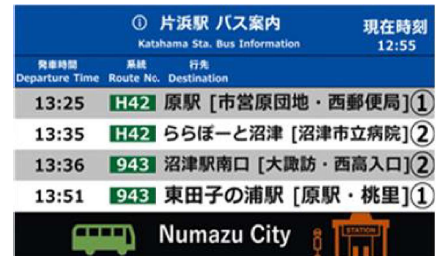 ⓘ 片浜駅 バス案内
Katahama Sta. Bus Information
現在時刻
12:55
発車時間 系統 行先
Departure Time Route No. Destination
13:25 H42 原駅 [市営原団地・西郵便局]①
13:35 H42 ららぽーと沼津 [沼津市立病院]②
13:36 943 沼津駅南口 [大諏訪・西高入口]②
13:51 943 東田子の浦駅 [原駅・桃里]①
Numazu City
STATION